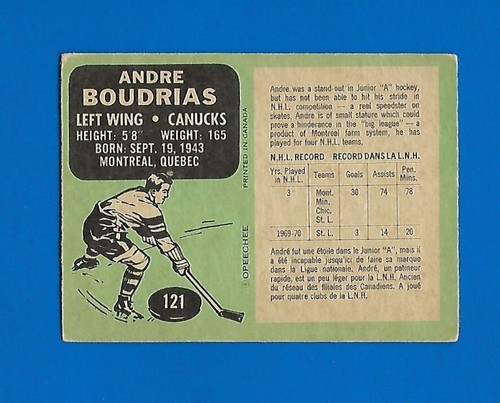 ANDRE
BOUDRIAS
LEFT WING • CANUCKS
HEIGHT: 5'8" WEIGHT: 165
BORN: SEPT. 19, 1943
MONTREAL, QUEBEC
121
© OPEECHEE PRINTED IN CANADA
Andre was a stand-out in Junior "A" hockey,
but has not been able to hit his stride in
N.H.L. competition -- a real speedster on
skates. Andre is of small stature which could
prove a hinderance in the "big league" -- a
product of Montreal farm system, he has
played for four N.H.L. teams.
N.H.L. RECORD RECORD DANS LA L.N.H.
Yrs. Played in N.H.L. Teams Goals Assists Pen. Mins.
3 Mont. 30 74 78
Min.
Chic.
St. L.
1969-70 St. L. 3 14 20
André fut une étoile dans le Junior "A", mais il
a été incapable jusqu'ici de faire sa marque
dans la Ligue nationale. André, un patineur
rapide, est un peu léger pour la L.N.H. Ancien
du réseau des filiales des Canadiens. A joué
pour quatre clubs de la L.N.H.